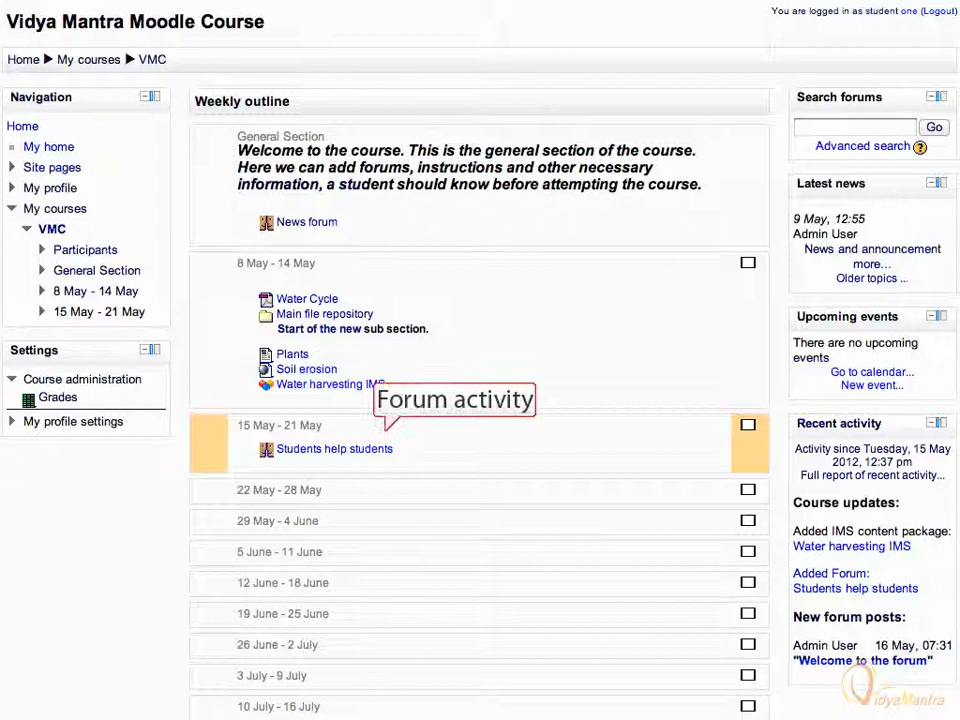 Vidya Mantra Moodle Course
You are logged in as student one (Logout)
Home ▶ My courses ▶ VMC
Navigation
Home
My home
Site pages
My profile
My courses
VMC
Participants
General Section
8 May - 14 May
15 May - 21 May
Settings
Course administration
Grades
My profile settings
Weekly outline
General Section
Welcome to the course. This is the general section of the course.
Here we can add forums, instructions and other necessary
information, a student should know before attempting the course.
News forum
8 May - 14 May
Water Cycle
Main file repository
Start of the new sub section.
Plants
Soil erosion
Water harvesting IMS
Forum activity
15 May - 21 May
Students help students
22 May - 28 May
29 May - 4 June
5 June - 11 June
12 June - 18 June
19 June - 25 June
26 June - 2 July
3 July - 9 July
10 July - 16 July
Search forums
Go
Advanced search
Latest news
9 May, 12:55
Admin User
News and announcement
more...
Older topics ...
Upcoming events
There are no upcoming
events
Go to calendar...
New event...
Recent activity
Activity since Tuesday, 15 May
2012, 12:37 pm
Full report of recent activity...
Course updates:
Added IMS content package:
Water harvesting IMS
Added Forum:
Students help students
New forum posts:
Admin User 16 May, 07:31
"Welcome to the forum"
VidyaMantra